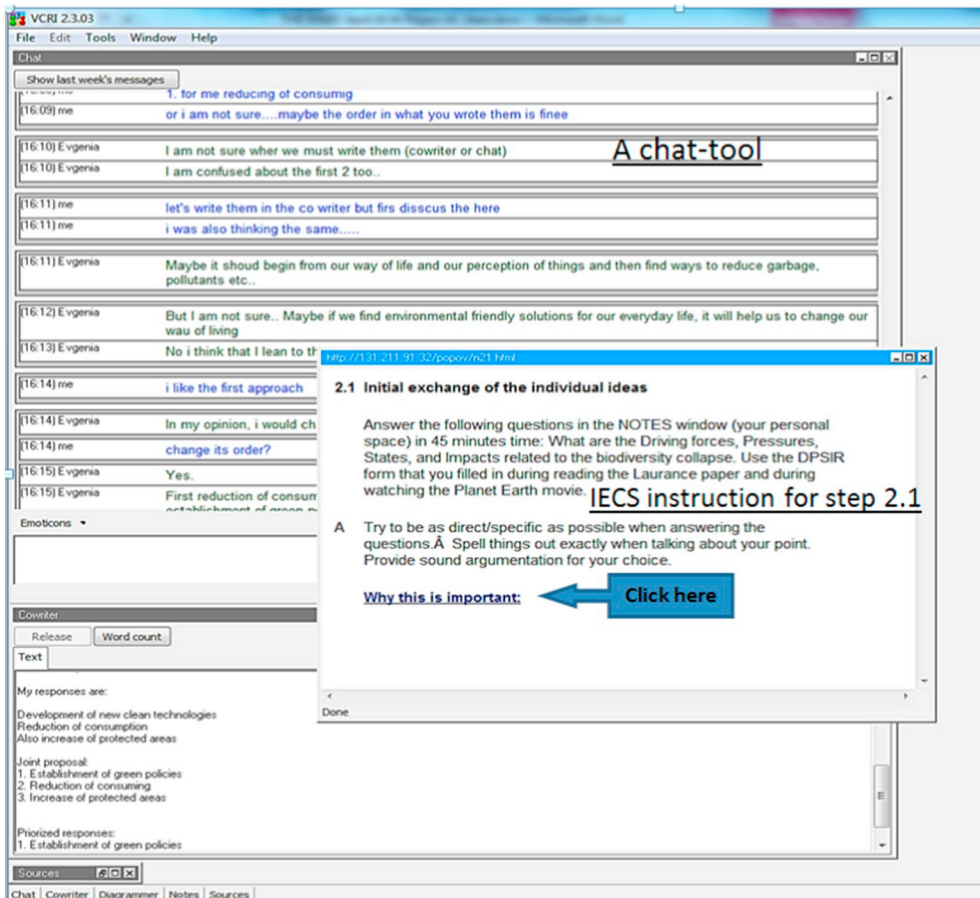 VCRI 2.3.03
File Edit Tools Window Help
Chat
Show last week's messages
1. for me reducing of consumig
(16:09) me or i am not sure....maybe the order in what you wrote them is finee
A chat-tool
(16:10) Evgenia I am not sure wher we must write them (cowriter or chat)
(16:10) Evgenia I am confused about the first 2 too..
(16:11) me let's write them in the co writer but firs disscus the here
(16:11) me i was also thinking the same.....
(16:11) Evgenia Maybe it shoud begin from our way of life and our perception of things and then find ways to reduce garbage,
pollutants etc..
(16:12) Evgenia But I am not sure.. Maybe if we find environmental friendly solutions for our everyday life, it will help us to change our
wau of living
(16:13) Evgenia No i think that I lean to th
(16:14) me i like the first approach
(16:14) Evgenia In my opinion, i would ch
(16:14) me change its order?
(16:15) Evgenia Yes.
(16:15) Evgenia First reduction of consum
Emoticons
http://131.211.91.32/popov/n21.html
2.1 Initial exchange of the individual ideas
Answer the following questions in the NOTES window (your personal
space) in 45 minutes time: What are the Driving forces, Pressures,
States, and Impacts related to the biodiversity collapse. Use the DPSIR
form that you filled in during reading the Laurance paper and during
watching the Planet Earth movie.
IECS instruction for step 2.1
A Try to be as direct/specific as possible when answering the
questions.Â Spell things out exactly when talking about your point.
Provide sound argumentation for your choice.
Why this is important:
Click here
Done
Cowriter
Release Word count
Text
My responses are:
Development of new clean technologies
Reduction of consumption
Also increase of protected areas
Joint proposal:
1. Establishment of green policies
2. Reduction of consuming
3. Increase of protected areas
Priorized responses:
1. Establishment of green policies
Sources
Chat Cowriter Diagrammer Notes Sources